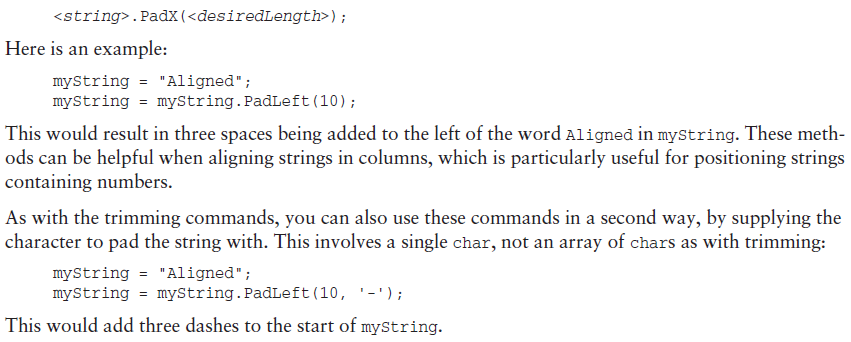 <string>.PadX(<desiredLength>);
Here is an example:
myString = "Aligned";
myString = myString.PadLeft(10);
This would result in three spaces being added to the left of the word Aligned in myString. These meth-
ods can be helpful when aligning strings in columns, which is particularly useful for positioning strings
containing numbers.
As with the trimming commands, you can also use these commands in a second way, by supplying the
character to pad the string with. This involves a single char, not an array of chars as with trimming:
myString = "Aligned";
myString = myString.PadLeft(10, '-');
This would add three dashes to the start of myString.